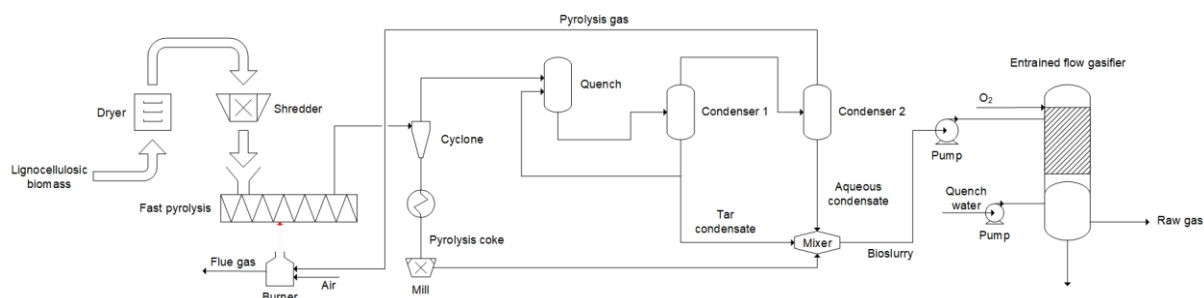 Pyrolysis gas
Entrained flow gasifier
Quench
Dryer
Shredder
Condenser 1
Condenser 2
O2
Cyclone
Pump
Lignocellulosic
biomass
Fast pyrolysis
Aqueous
condensate
Quench
water
Tar
condensate
Pump
Raw gas
Pyrolysis coke
Mixer
Bioslurry
Flue gas
Air
Burner
Mill